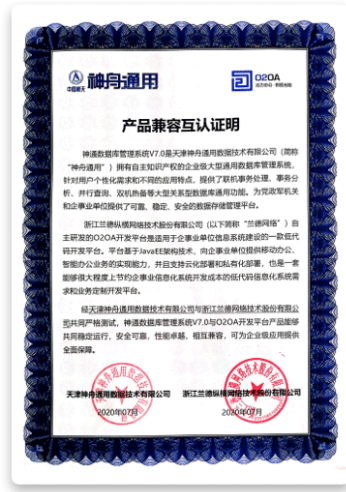 中国航天
神舟通用
O2OA
产品兼容互认证明
神通数据库管理系统V7.0是天津神舟通用数据技术有限公司（简称
“神舟通用”）拥有自主知识产权的企业级大型通用数据库管理系统，
针对用户个性化需求和不同的应用特点，提供了联机事务处理、事务分
析、并行查询、双机热备等大型关系型数据库通用功能。为党政军机关
和企事业单位提供了可靠、稳定、安全的数据存储管理平台。
浙江兰德纵横网络技术股份有限公司（以下简称“兰德网络”）自
主研发的O2OA开发平台是适用于企事业单位信息系统建设的一款低代
码开发平台。平台基于JavaEE架构技术，向企事业单位提供移动办公、
智能办公业务的实现能力，并且支持云化部署和私有化部署，也是一套
能够很大程度上节约企业信息化系统开发成本的低代码信息化系统需
求和业务定制开发平台。
经天津神舟通用数据技术有限公司与浙江兰德纵横网络技术股份有限公
司共同严格测试，神通数据库管理系统V7.0与O2OA开发平台产品能够
共同稳定运行，安全可靠，性能卓越，相互兼容，可为企业级应用提供
全面保障。
天津神舟通用数据技术有限公司 浙江兰德纵横网络技术股份有限公司
2020年07月 2020年07月